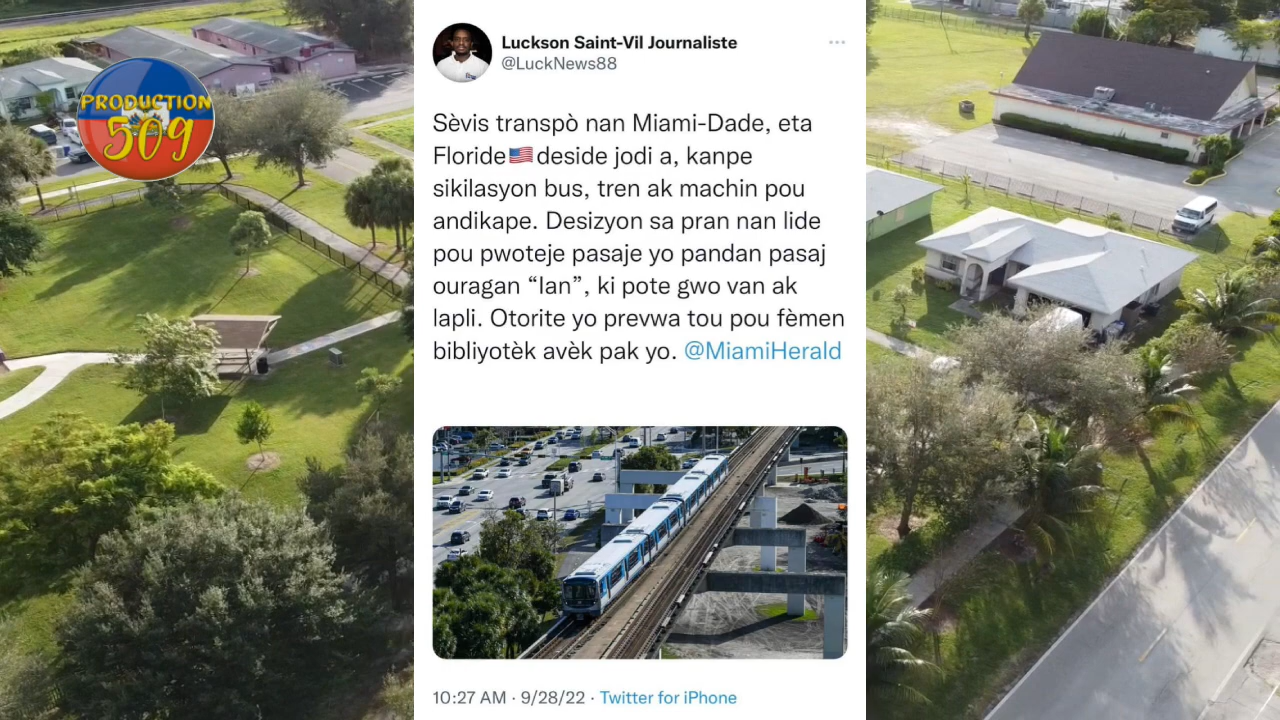 PRODUCTION
509
Luckson Saint-Vil Journaliste
@LuckNews88
Sèvis transpò nan Miami-Dade, eta
Floride🇺🇸deside jodi a, kanpe
sikilasyon bus, tren ak machin pou
andikape. Desizyon sa pran nan lide
pou pwoteje pasaje yo pandan pasaj
ouragan “Ian”, ki pote gwo van ak
lapli. Otorite yo prevwa tou pou fèmen
bibliyotèk avèk pak yo. @MiamiHerald
10:27 AM · 9/28/22 · Twitter for iPhone